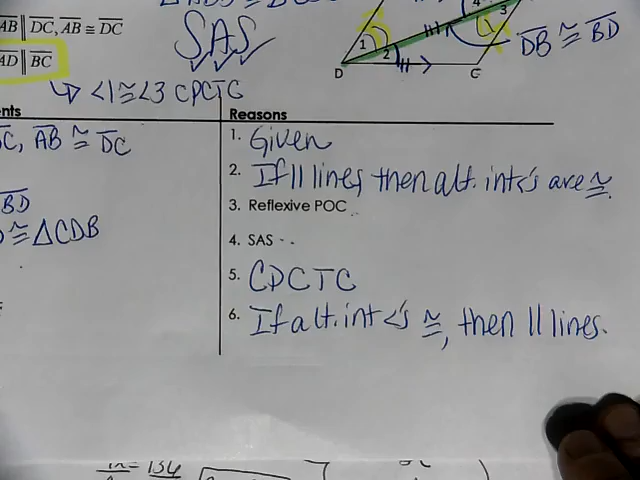 AB ∥ DC, AB ≅ DC
SAS
AD ∥ BC
DB ≅ BD
1
2
3
4
D
C
↳ <1≅<3 CPCTC
nts
Reasons
C, AB ≅ DC
1. Given
2. If || lines, then alt. int <'s are ≅.
BD
3. Reflexive POC
≅ △CDB
4. SAS
5. CPCTC
6. If alt. int <'s ≅, then || lines.